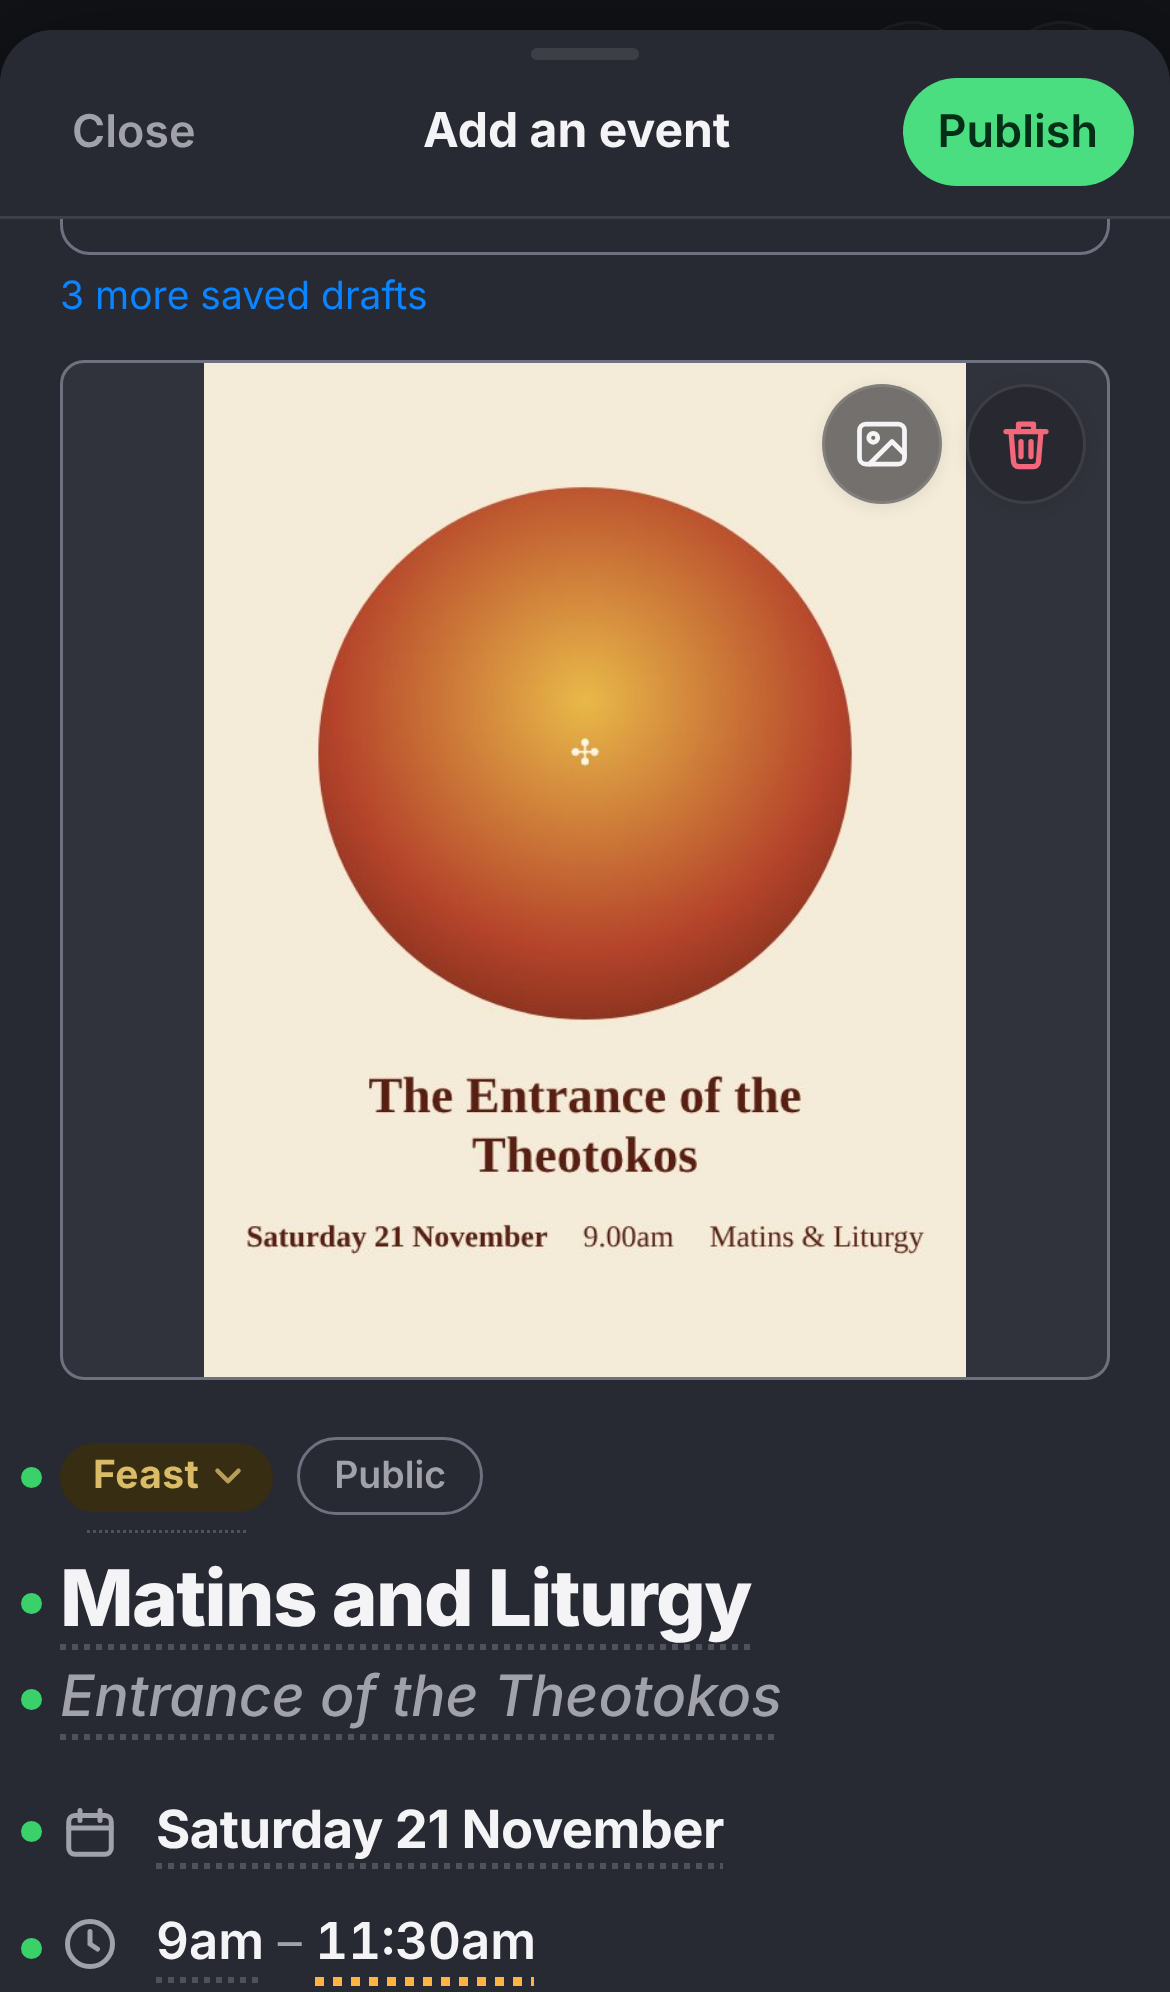 Close
Add an event
Publish
3 more saved drafts
The Entrance of the
Theotokos
Saturday 21 November 9.00am Matins & Liturgy
Feast
Public
Matins and Liturgy
Entrance of the Theotokos
Saturday 21 November
9am – 11:30am